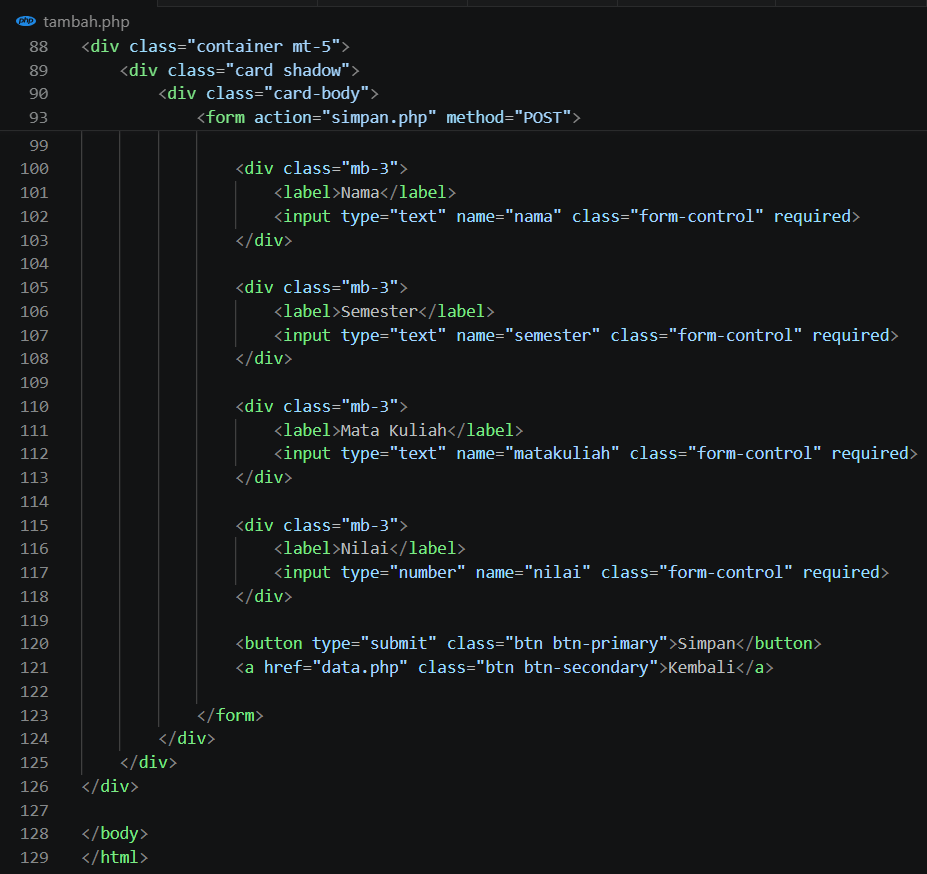 php tambah.php
88 <div class="container mt-5">
89 <div class="card shadow">
90 <div class="card-body">
93 <form action="simpan.php" method="POST">
99
100 <div class="mb-3">
101 <label>Nama</label>
102 <input type="text" name="nama" class="form-control" required>
103 </div>
104
105 <div class="mb-3">
106 <label>Semester</label>
107 <input type="text" name="semester" class="form-control" required>
108 </div>
109
110 <div class="mb-3">
111 <label>Mata Kuliah</label>
112 <input type="text" name="matakuliah" class="form-control" required>
113 </div>
114
115 <div class="mb-3">
116 <label>Nilai</label>
117 <input type="number" name="nilai" class="form-control" required>
118 </div>
119
120 <button type="submit" class="btn btn-primary">Simpan</button>
121 <a href="data.php" class="btn btn-secondary">Kembali</a>
122
123 </form>
124 </div>
125 </div>
126 </div>
127
128 </body>
129 </html>